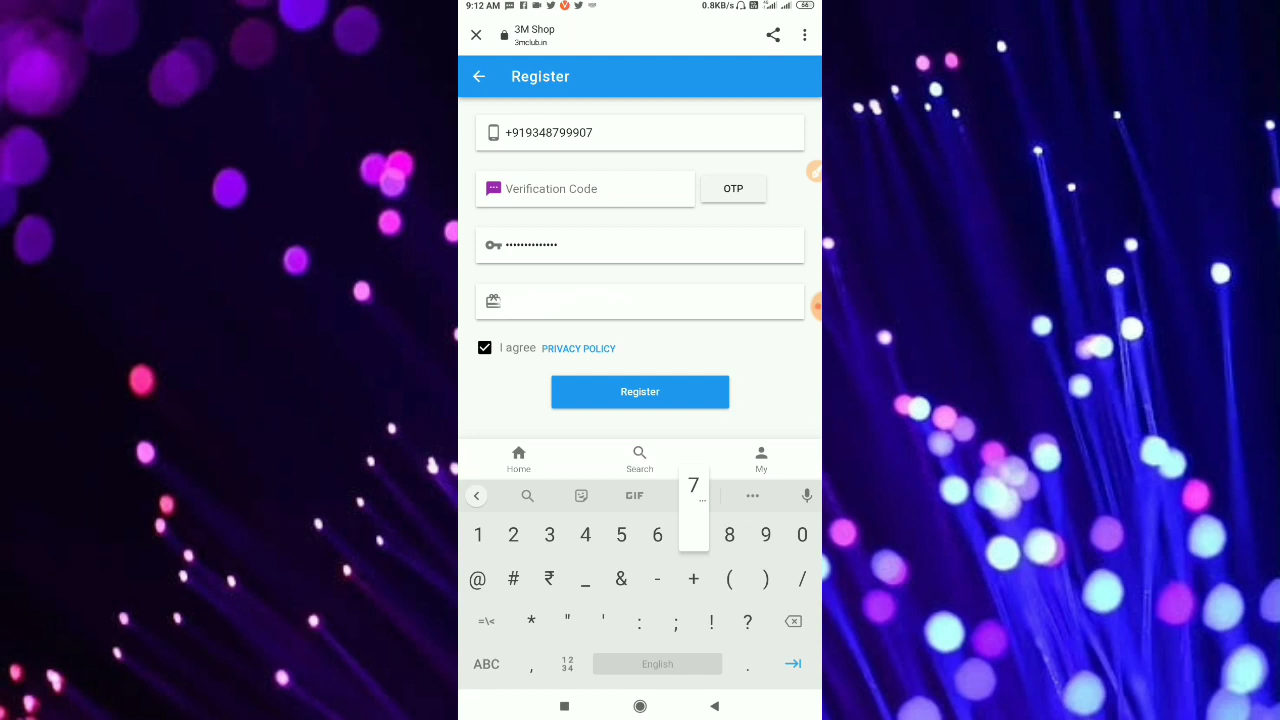 9:12 AM 0.8KB/s 66
3M Shop
3mclub.in
Register
+919348799907
Verification Code OTP
••••••••••••••
I agree PRIVACY POLICY
Register
Home Search My
7
...
GIF
1 2 3 4 5 6 8 9 0
@ # ₹ _ & - + ( ) /
=\< * " ' : ; ! ?
ABC , 12 34 English .